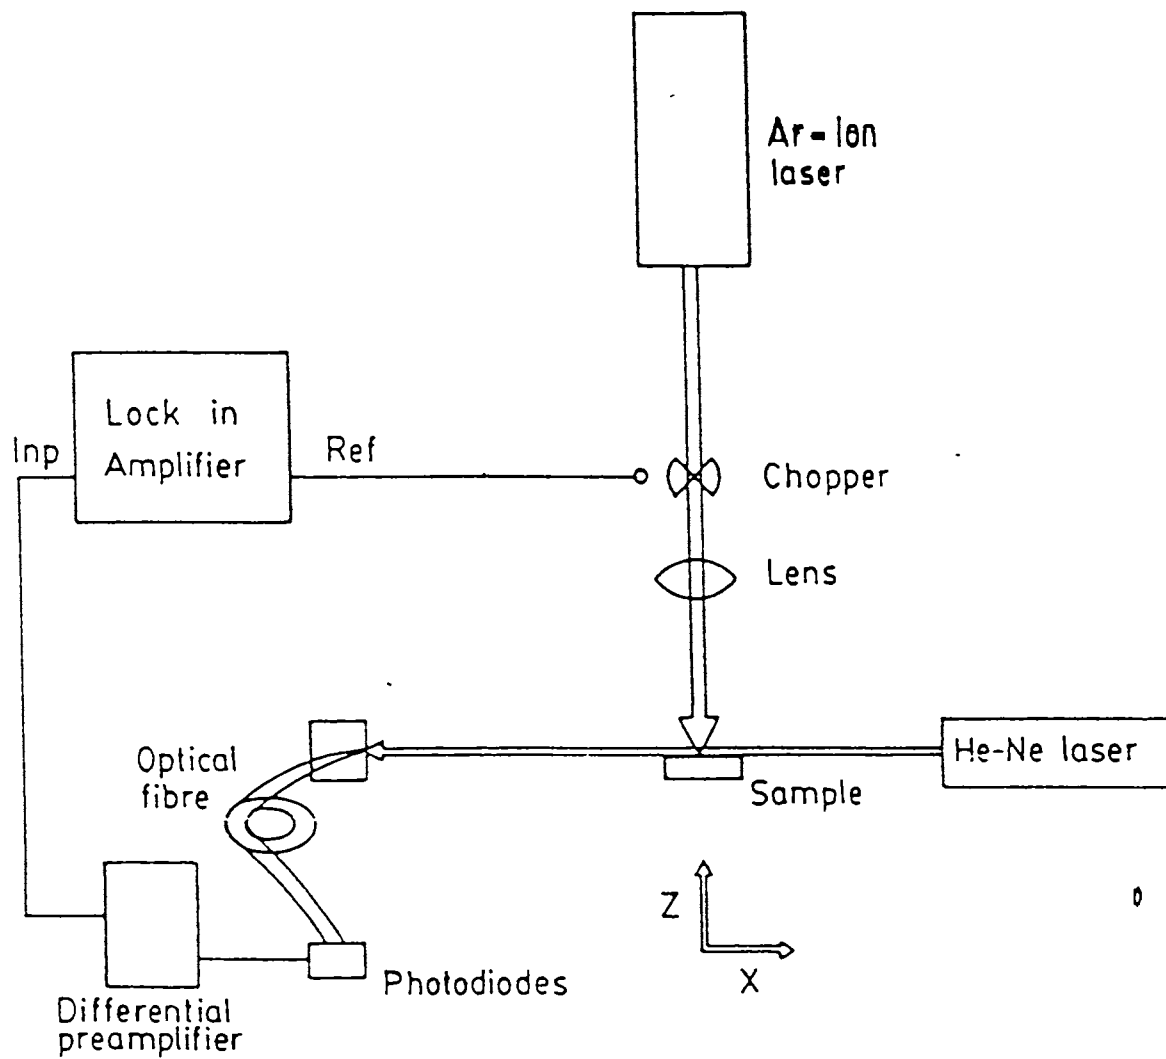 Ar-Ion
laser
Lock in
Amplifier
Inp
Ref
Chopper
Lens
Optical
fibre
He-Ne laser
Sample
Z
X
Photodiodes
Differential
preamplifier